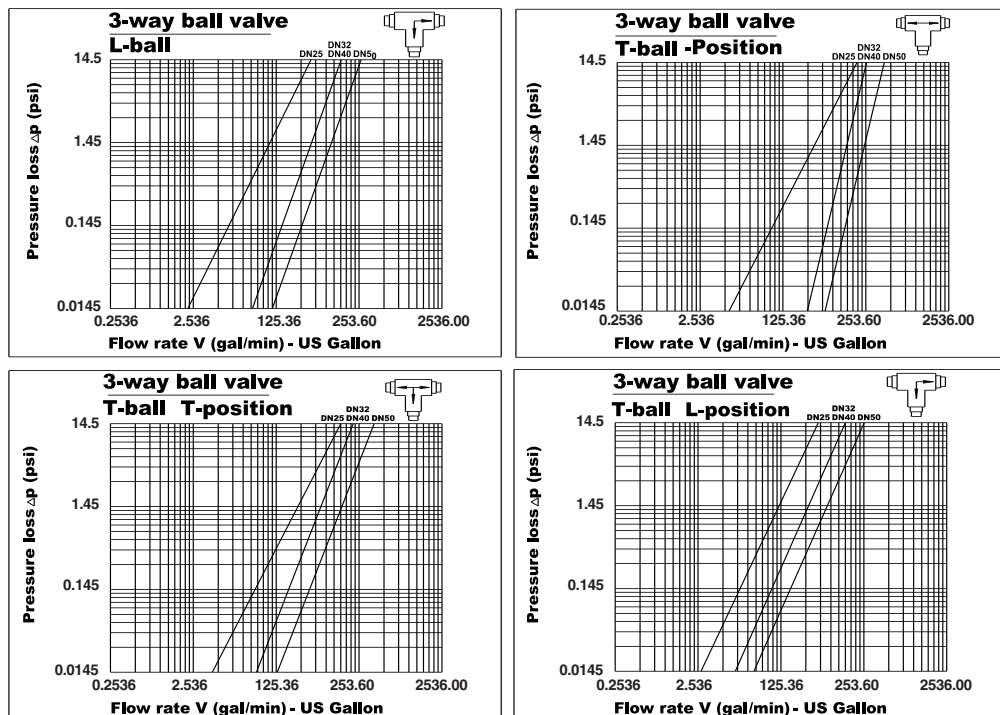 3-way ball valve
L-ball
DN25
DN32
DN40
DN50
14.5
1.45
0.145
0.0145
Pressure loss Δp (psi)
0.2536 2.536 125.36 253.60 2536.00
Flow rate V (gal/min) - US Gallon
3-way ball valve
T-ball -Position
DN25
DN32
DN40
DN50
14.5
1.45
0.145
0.0145
Pressure loss Δp (psi)
0.2536 2.536 125.36 253.60 2536.00
Flow rate V (gal/min) - US Gallon
3-way ball valve
T-ball T-position
DN25
DN32
DN40
DN50
14.5
1.45
0.145
0.0145
Pressure loss Δp (psi)
0.2536 2.536 125.36 253.60 2536.00
Flow rate V (gal/min) - US Gallon
3-way ball valve
T-ball L-position
DN25
DN32
DN40
DN50
14.5
1.45
0.145
0.0145
Pressure loss Δp (psi)
0.2536 2.536 125.36 253.60 2536.00
Flow rate V (gal/min) - US Gallon